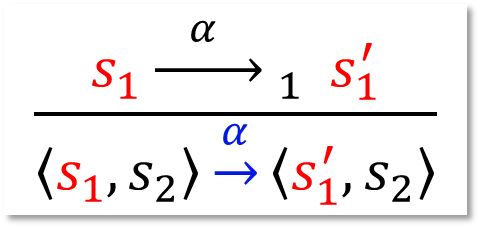 s₁ —α→ ₁ s₁′
⟨s₁, s₂⟩ —α→ ⟨s₁′, s₂⟩